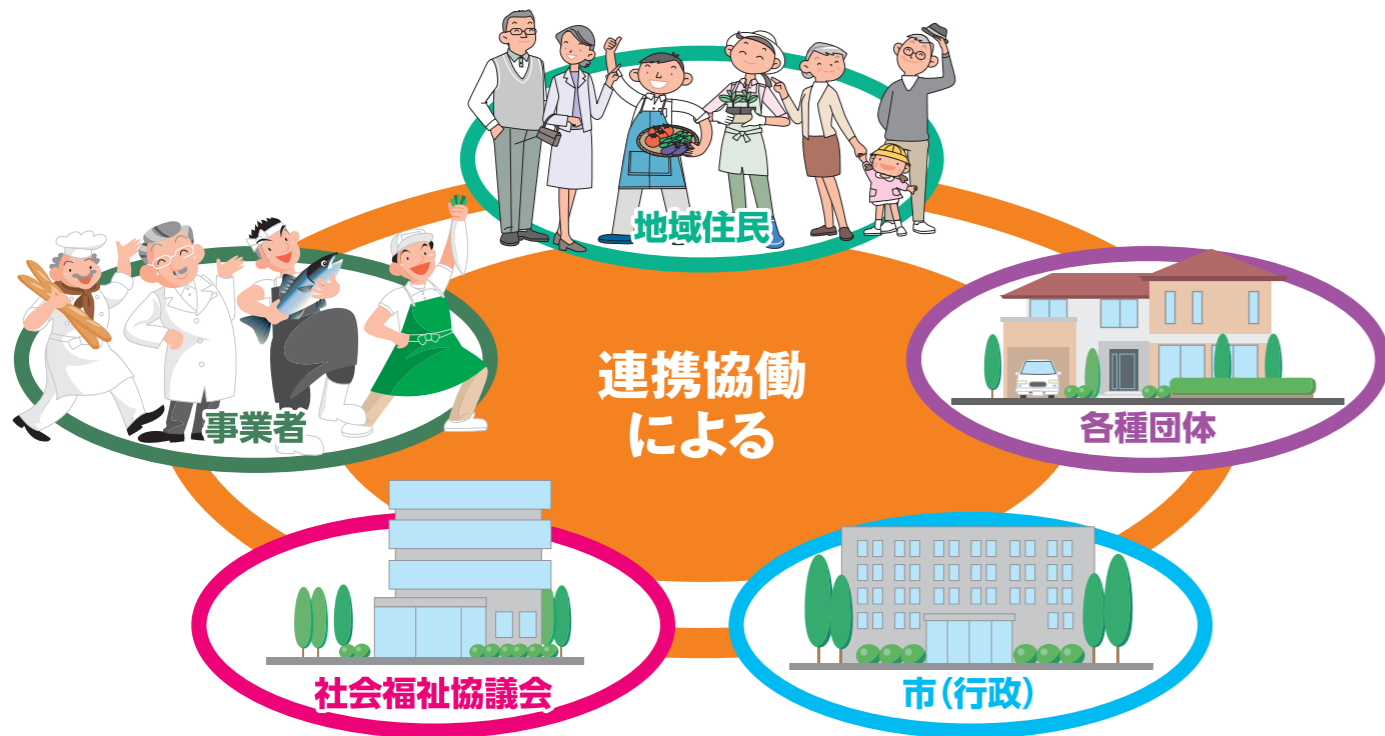 地域住民
事業者
連携協働
による
各種団体
社会福祉協議会
市(行政)